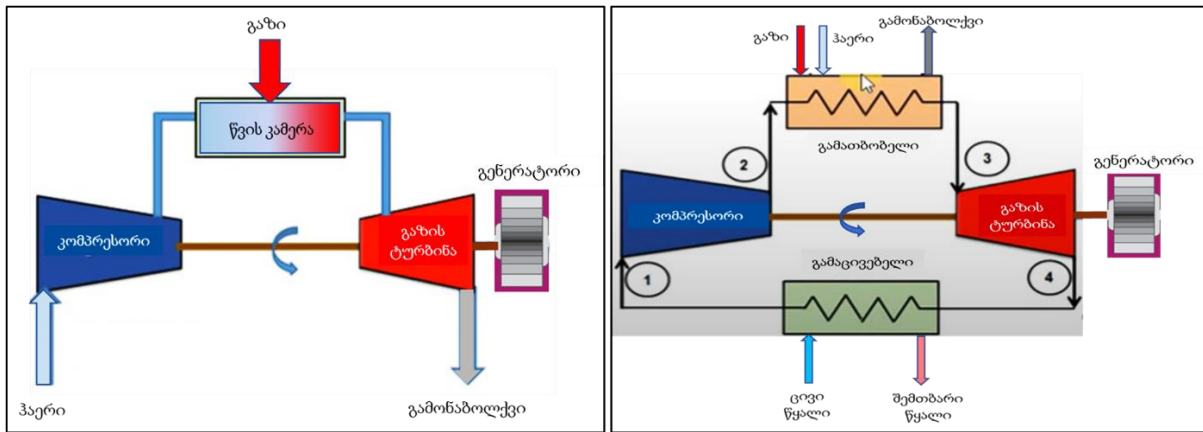 გაზი
წვის კამერა
გენერატორი
კომპრესორი
გაზის
ტურბინა
ჰაერი
გამონაბოლქვი
გამონაბოლქვი
გაზი
ჰაერი
გამათბობელი
2
3
გენერატორი
კომპრესორი
გაზის
ტურბინა
გამაცივებელი
1
4
ცივი
წყალი
შემთბარი
წყალი